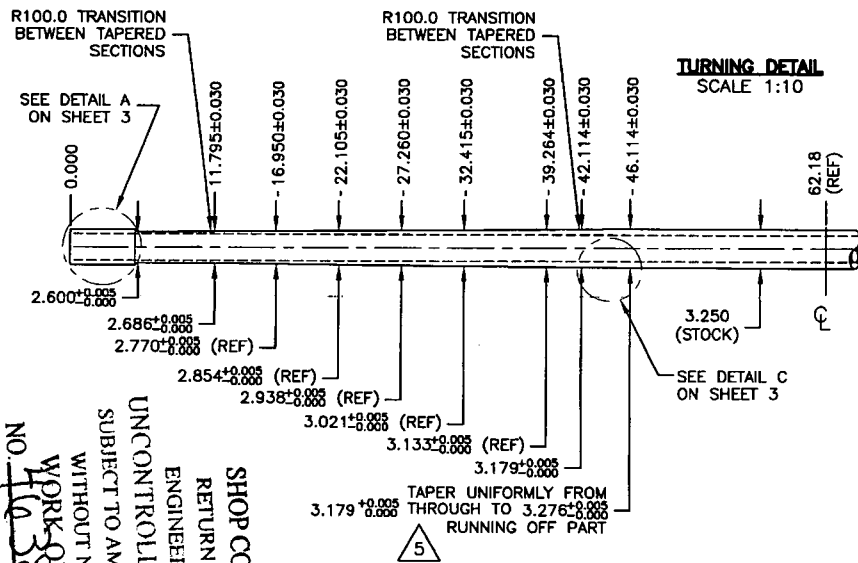 R100.0 TRANSITION
BETWEEN TAPERED
SECTIONS
R100.0 TRANSITION
BETWEEN TAPERED
SECTIONS
TURNING DETAIL
SCALE 1:10
SEE DETAIL A
ON SHEET 3
0.000
11.795±0.030
16.950±0.030
22.105±0.030
27.260±0.030
32.415±0.030
39.264±0.030
42.114±0.030
46.114±0.030
62.18
(REF)
2.600+0.005-0.000
2.686+0.005-0.000
2.770+0.005-0.000 (REF)
2.854+0.005-0.000 (REF)
2.938+0.005-0.000 (REF)
3.021+0.005-0.000 (REF)
3.133+0.005-0.000 (REF)
3.179+0.005-0.000
3.250
(STOCK)
℄
SEE DETAIL C
ON SHEET 3
TAPER UNIFORMLY FROM
3.179 +0.005 0.000 THROUGH TO 3.276+0.005-0.000
RUNNING OFF PART
5
SHOP CO
RETURN
ENGINEER
UNCONTROLL
SUBJECT TO AM
WITHOUT N
WORK O
NO.